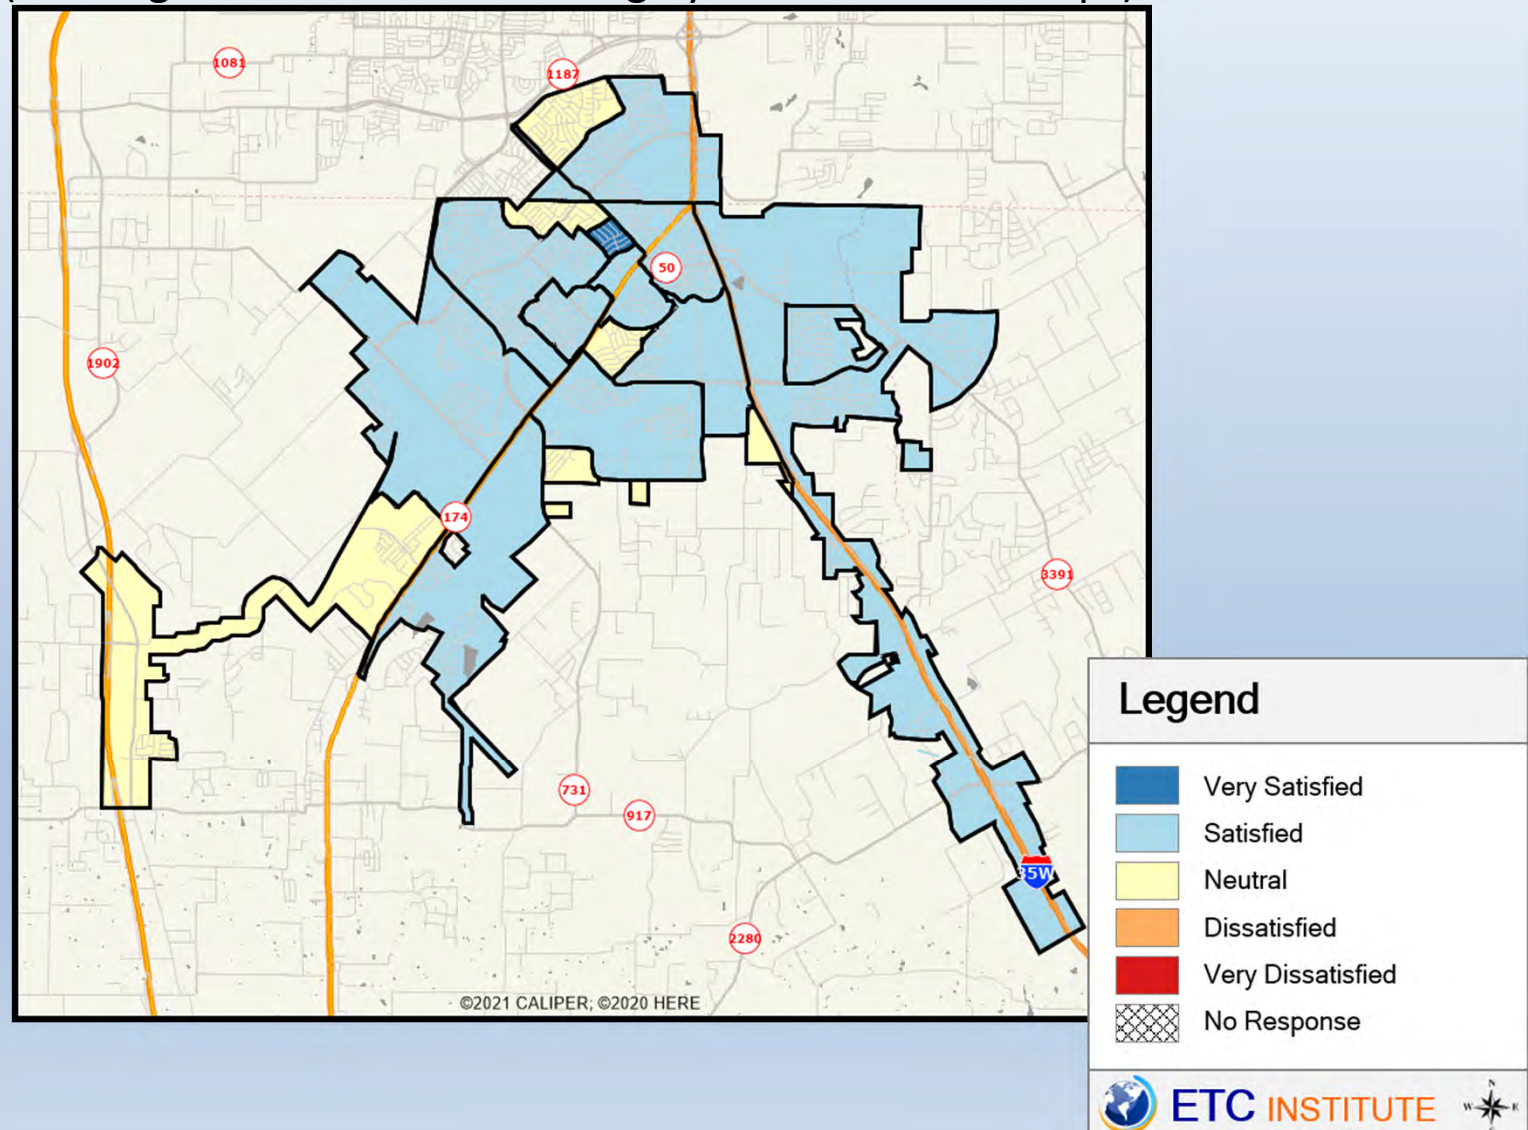 1081
1187
50
1902
174
3391
731
917
35W
2280
©2021 CALIPER; ©2020 HERE
Legend
Very Satisfied
Satisfied
Neutral
Dissatisfied
Very Dissatisfied
No Response
ETC INSTITUTE
N
W E